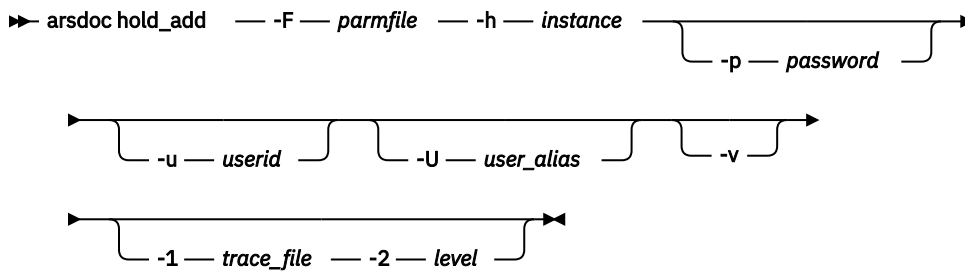 arsdoc hold_add -F parmfile -h instance
-p password
-u userid -U user_alias -v
-1 trace_file -2 level